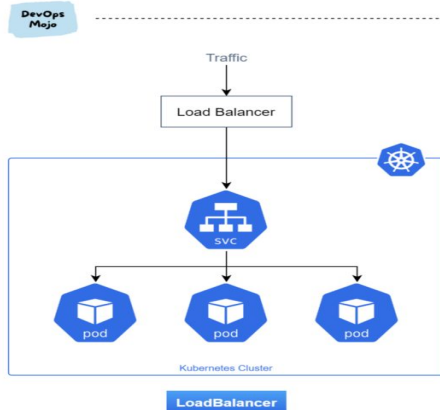 DevOps
Mojo
Traffic
Load Balancer
svc
pod
pod
pod
Kubernetes Cluster
LoadBalancer